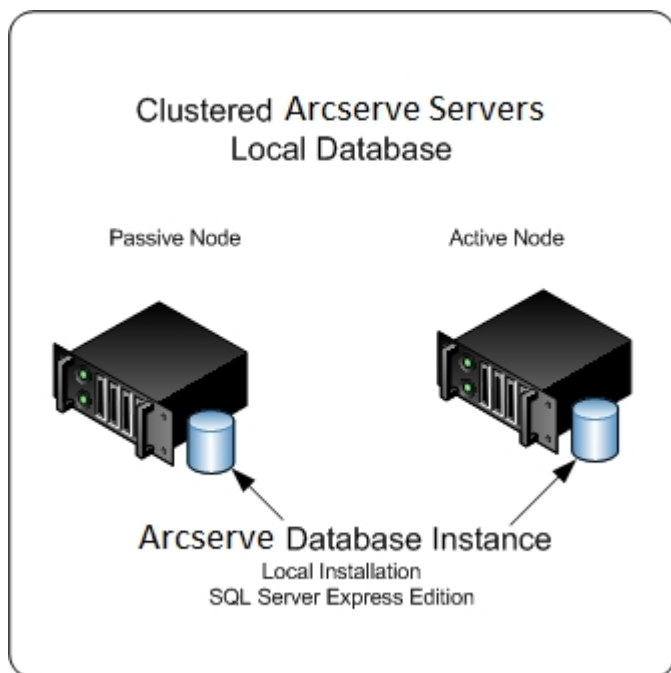 Clustered Arcserve Servers
Local Database
Passive Node
Active Node
Arcserve Database Instance
Local Installation
SQL Server Express Edition